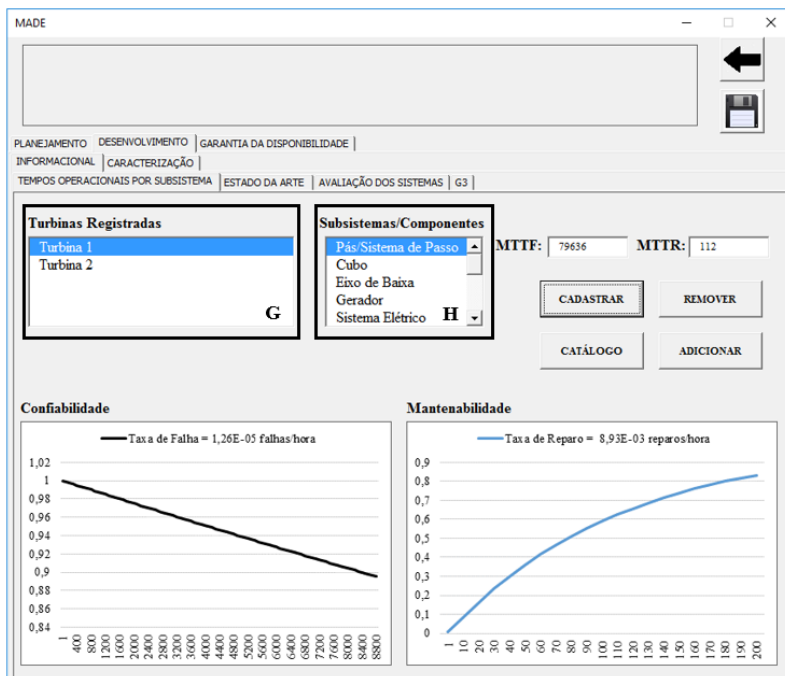 MADE
PLANEJAMENTO DESENVOLVIMENTO GARANTIA DA DISPONIBILIDADE
INFORMACIONAL CARACTERIZAÇÃO
TEMPOS OPERACIONAIS POR SUBSISTEMA ESTADO DA ARTE AVALIAÇÃO DOS SISTEMAS G3
Turbinas Registradas
Turbina 1
Turbina 2
G
Subsistemas/Componentes
Pás/Sistema de Passo
Cubo
Eixo de Baixa
Gerador
Sistema Elétrico
H
MTTF: 79636 MTTR: 112
CADASTRAR REMOVER
CATÁLOGO ADICIONAR
Confiabilidade
Taxa de Falha = 1,26E-05 falhas/hora
1,02
1
0,98
0,96
0,94
0,92
0,9
0,88
0,86
0,84
1 400 800 1200 1600 2000 2400 2800 3200 3600 4000 4400 4800 5200 5600 6000 6400 6800 7200 7600 8000 8400 8800
Mantenabilidade
Taxa de Reparo = 8,93E-03 reparos/hora
0,9
0,8
0,7
0,6
0,5
0,4
0,3
0,2
0,1
0
1 10 20 30 40 50 60 70 80 90 100 110 120 130 140 150 160 170 180 190 200